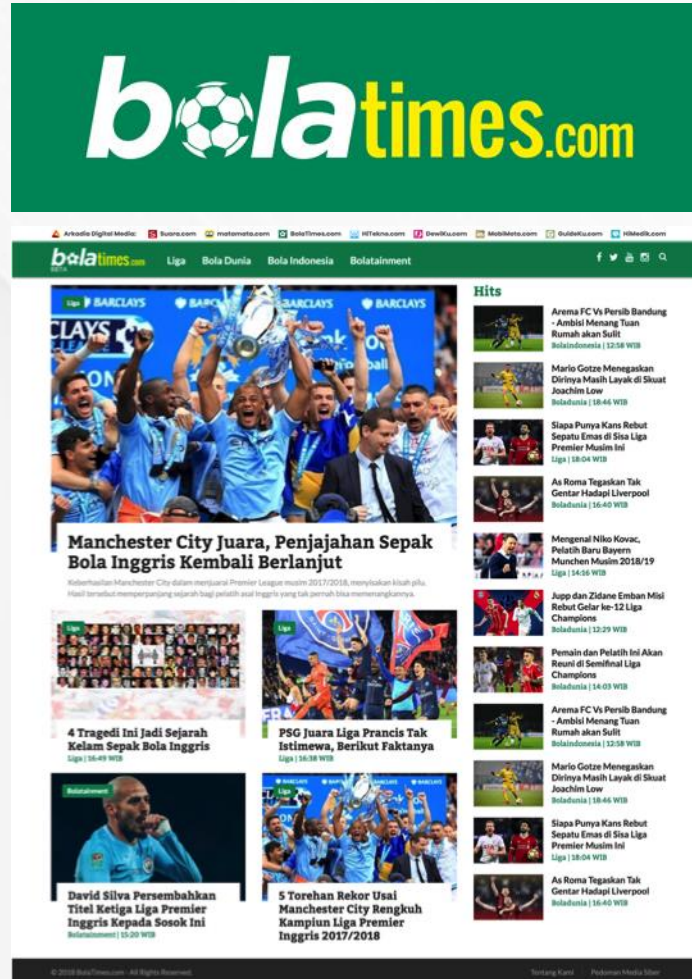 bolatimes.com
Arkadia Digital Media: Suara.com matamata.com BolaTimes.com HiTekno.com DewiKu.com MobiMoto.com GuideKu.com HiMedik.com
bolatimes.com
BETA
Liga Bola Dunia Bola Indonesia Bolatainment
Liga
BARCLAYS
BARCLAYS
BARCLAYS
Manchester City Juara, Penjajahan Sepak
Bola Inggris Kembali Berlanjut
Keberhasilan Manchester City dalam menjuarai Premier League musim 2017/2018, menyisakan kisah pilu.
Hasil tersebut memperpanjang sejarah bagi pelatih asal Inggris yang tak pernah bisa memenangkannya.
Liga
4 Tragedi Ini Jadi Sejarah
Kelam Sepak Bola Inggris
Liga | 16:49 WIB
Liga
PSG Juara Liga Prancis Tak
Istimewa, Berikut Faktanya
Liga | 16:38 WIB
Bolatainment
David Silva Persembahkan
Titel Ketiga Liga Premier
Inggris Kepada Sosok Ini
Bolatainment | 15:20 WIB
Liga
5 Torehan Rekor Usai
Manchester City Rengkuh
Kampiun Liga Premier
Inggris 2017/2018
Hits
Arema FC Vs Persib Bandung
- Ambisi Menang Tuan
Rumah akan Sulit
Bolaindonesia | 12:58 WIB
Mario Gotze Menegaskan
Dirinya Masih Layak di Skuat
Joachim Low
Boladunia | 18:46 WIB
Siapa Punya Kans Rebut
Sepatu Emas di Sisa Liga
Premier Musim Ini
Liga | 18:04 WIB
As Roma Tegaskan Tak
Gentar Hadapi Liverpool
Boladunia | 16:40 WIB
Mengenal Niko Kovac,
Pelatih Baru Bayern
Munchen Musim 2018/19
Liga | 14:16 WIB
Jupp dan Zidane Emban Misi
Rebut Gelar ke-12 Liga
Champions
Boladunia | 12:29 WIB
Pemain dan Pelatih Ini Akan
Reuni di Semifinal Liga
Champions
Boladunia | 14:03 WIB
Arema FC Vs Persib Bandung
- Ambisi Menang Tuan
Rumah akan Sulit
Bolaindonesia | 12:58 WIB
Mario Gotze Menegaskan
Dirinya Masih Layak di Skuat
Joachim Low
Boladunia | 18:46 WIB
Siapa Punya Kans Rebut
Sepatu Emas di Sisa Liga
Premier Musim Ini
Liga | 18:04 WIB
As Roma Tegaskan Tak
Gentar Hadapi Liverpool
Boladunia | 16:40 WIB
© 2018 BolaTimes.com - All Rights Reserved.
Tentang Kami Pedoman Media Siber